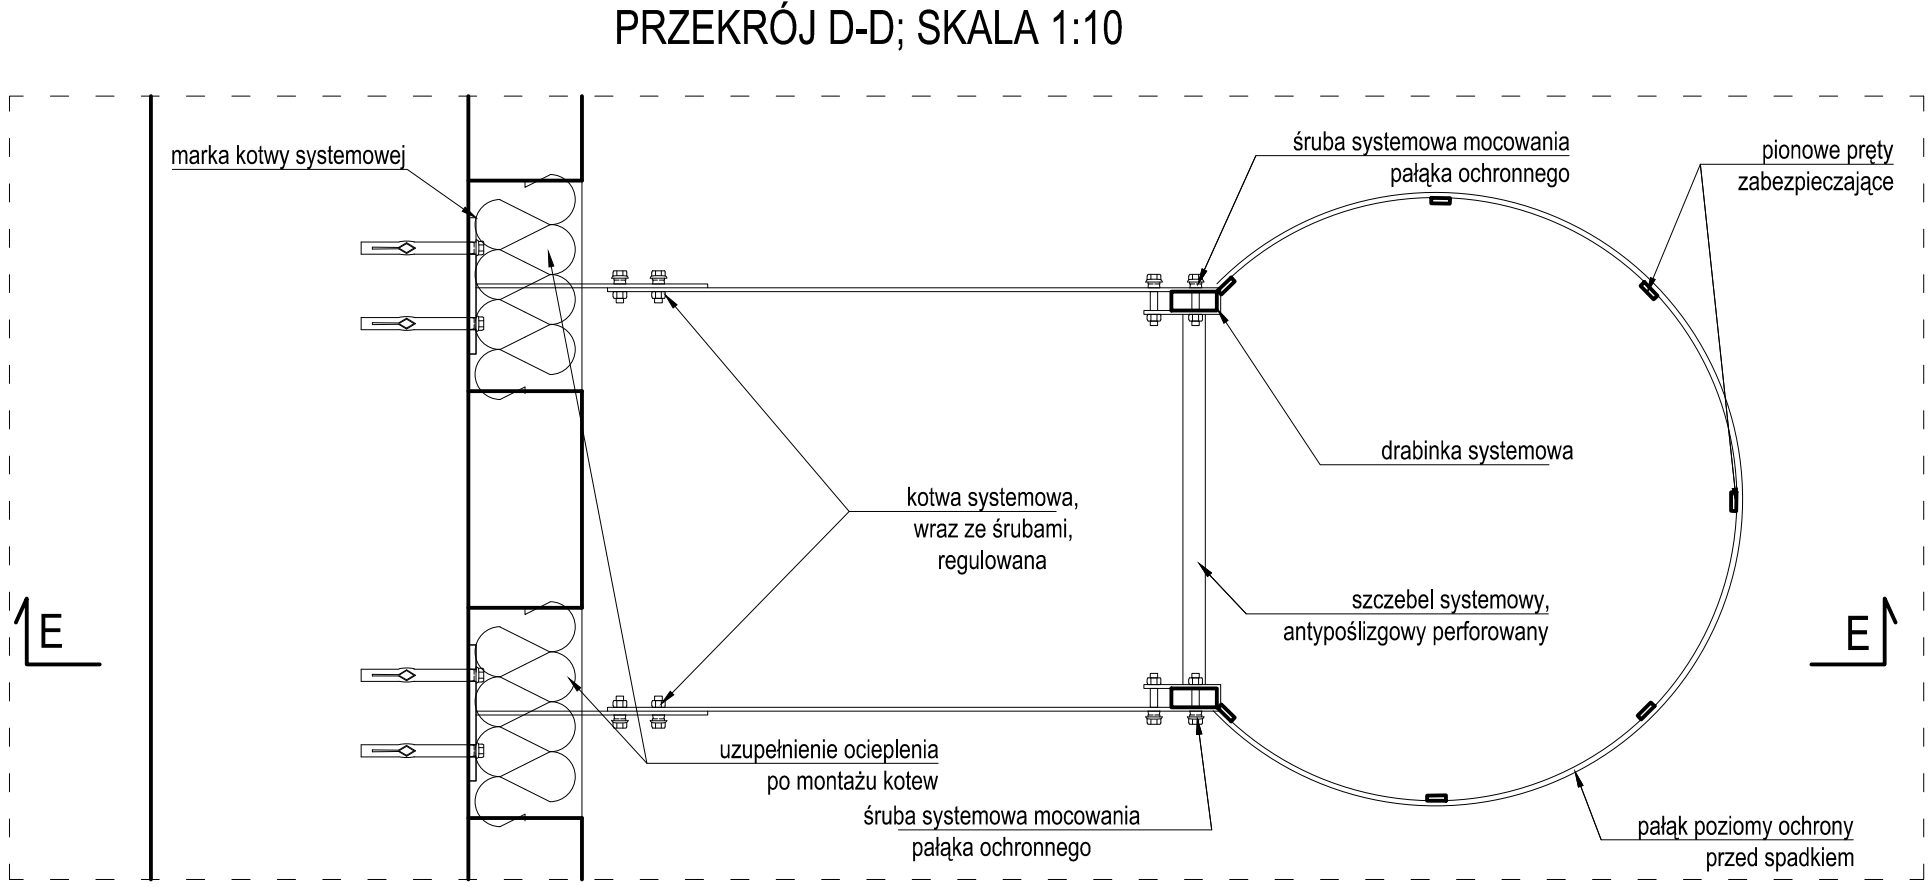 PRZEKRÓJ D-D; SKALA 1:10
marka kotwy systemowej
śruba systemowa mocowania
pałąka ochronnego
pionowe pręty
zabezpieczające
drabinka systemowa
kotwa systemowa,
wraz ze śrubami,
regulowana
szczebel systemowy,
antypoślizgowy perforowany
E
E
uzupełnienie ocieplenia
po montażu kotew
śruba systemowa mocowania
pałąka ochronnego
pałąk poziomy ochrony
przed spadkiem